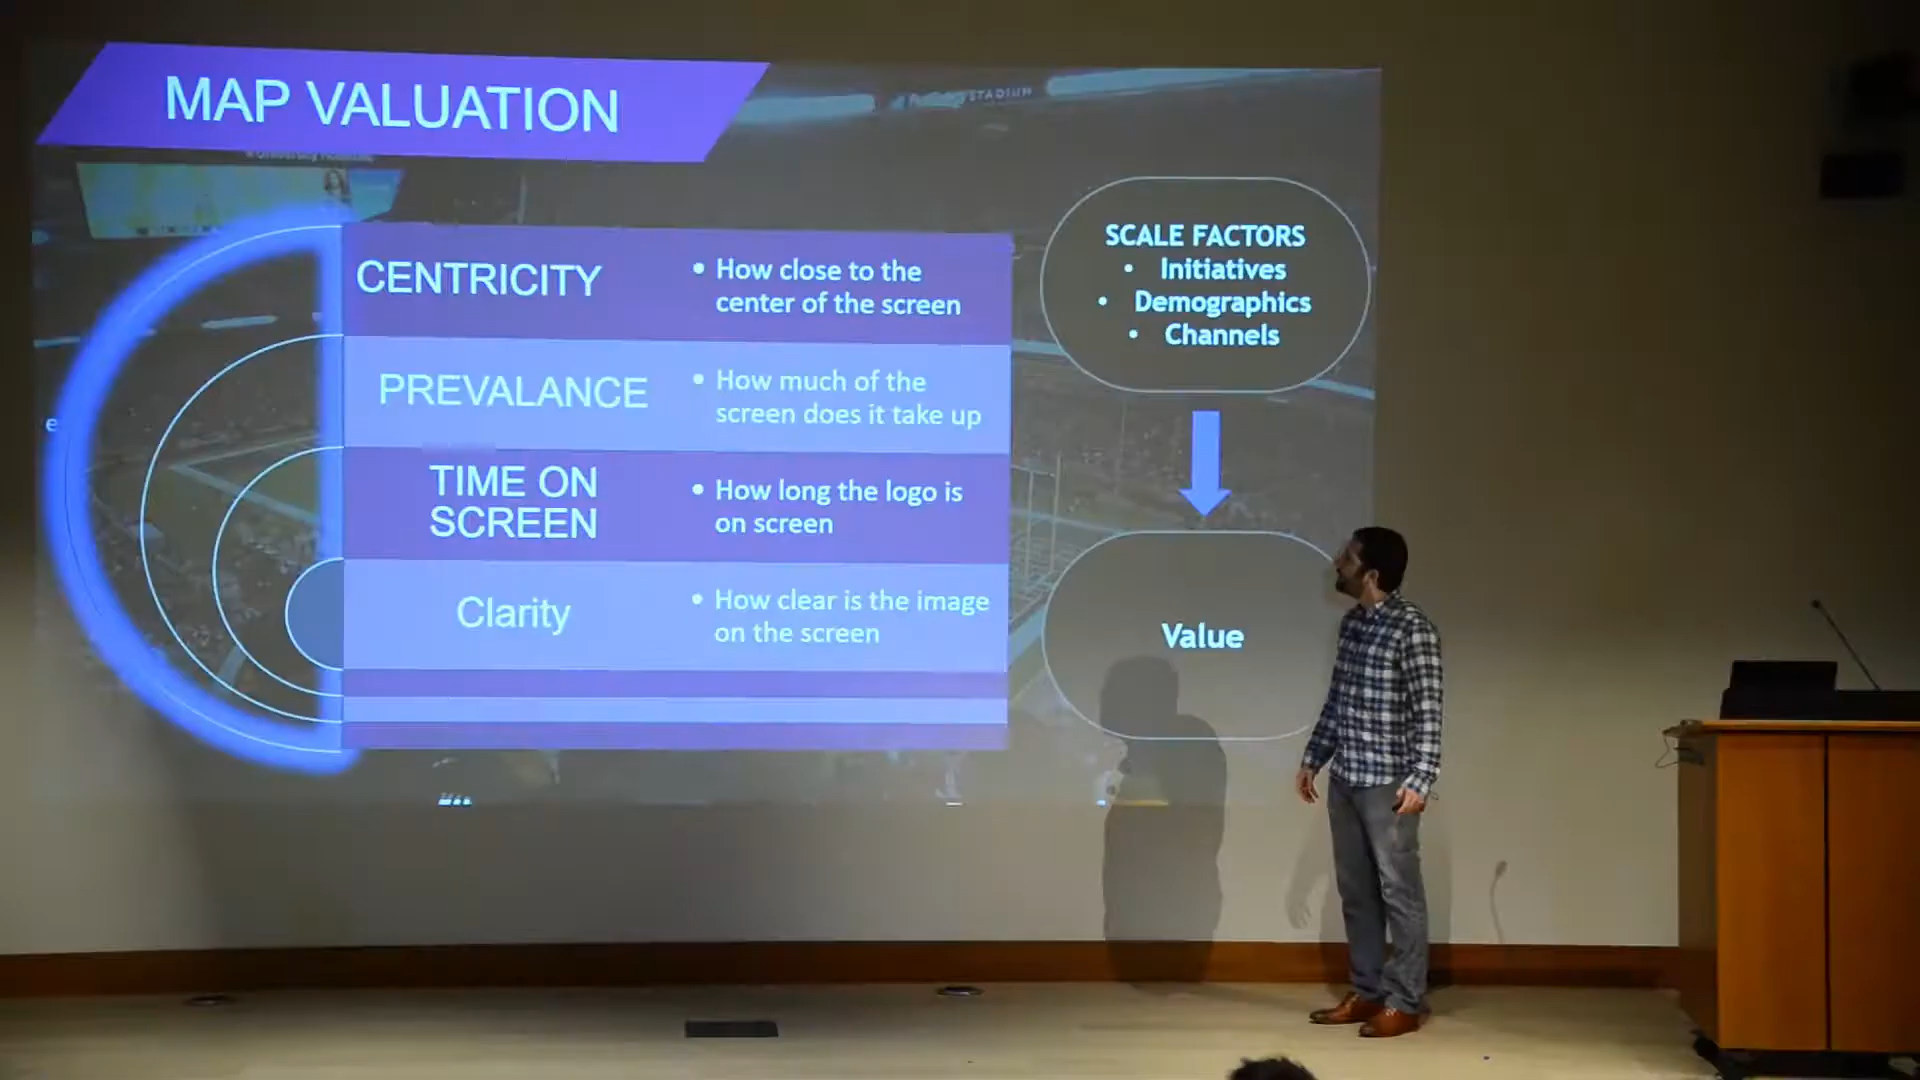 MAP VALUATION
STADIUM
CENTRICITY
• How close to the
center of the screen
PREVALANCE
• How much of the
screen does it take up
TIME ON
SCREEN
• How long the logo is
on screen
Clarity
• How clear is the image
on the screen
SCALE FACTORS
• Initiatives
• Demographics
• Channels
Value